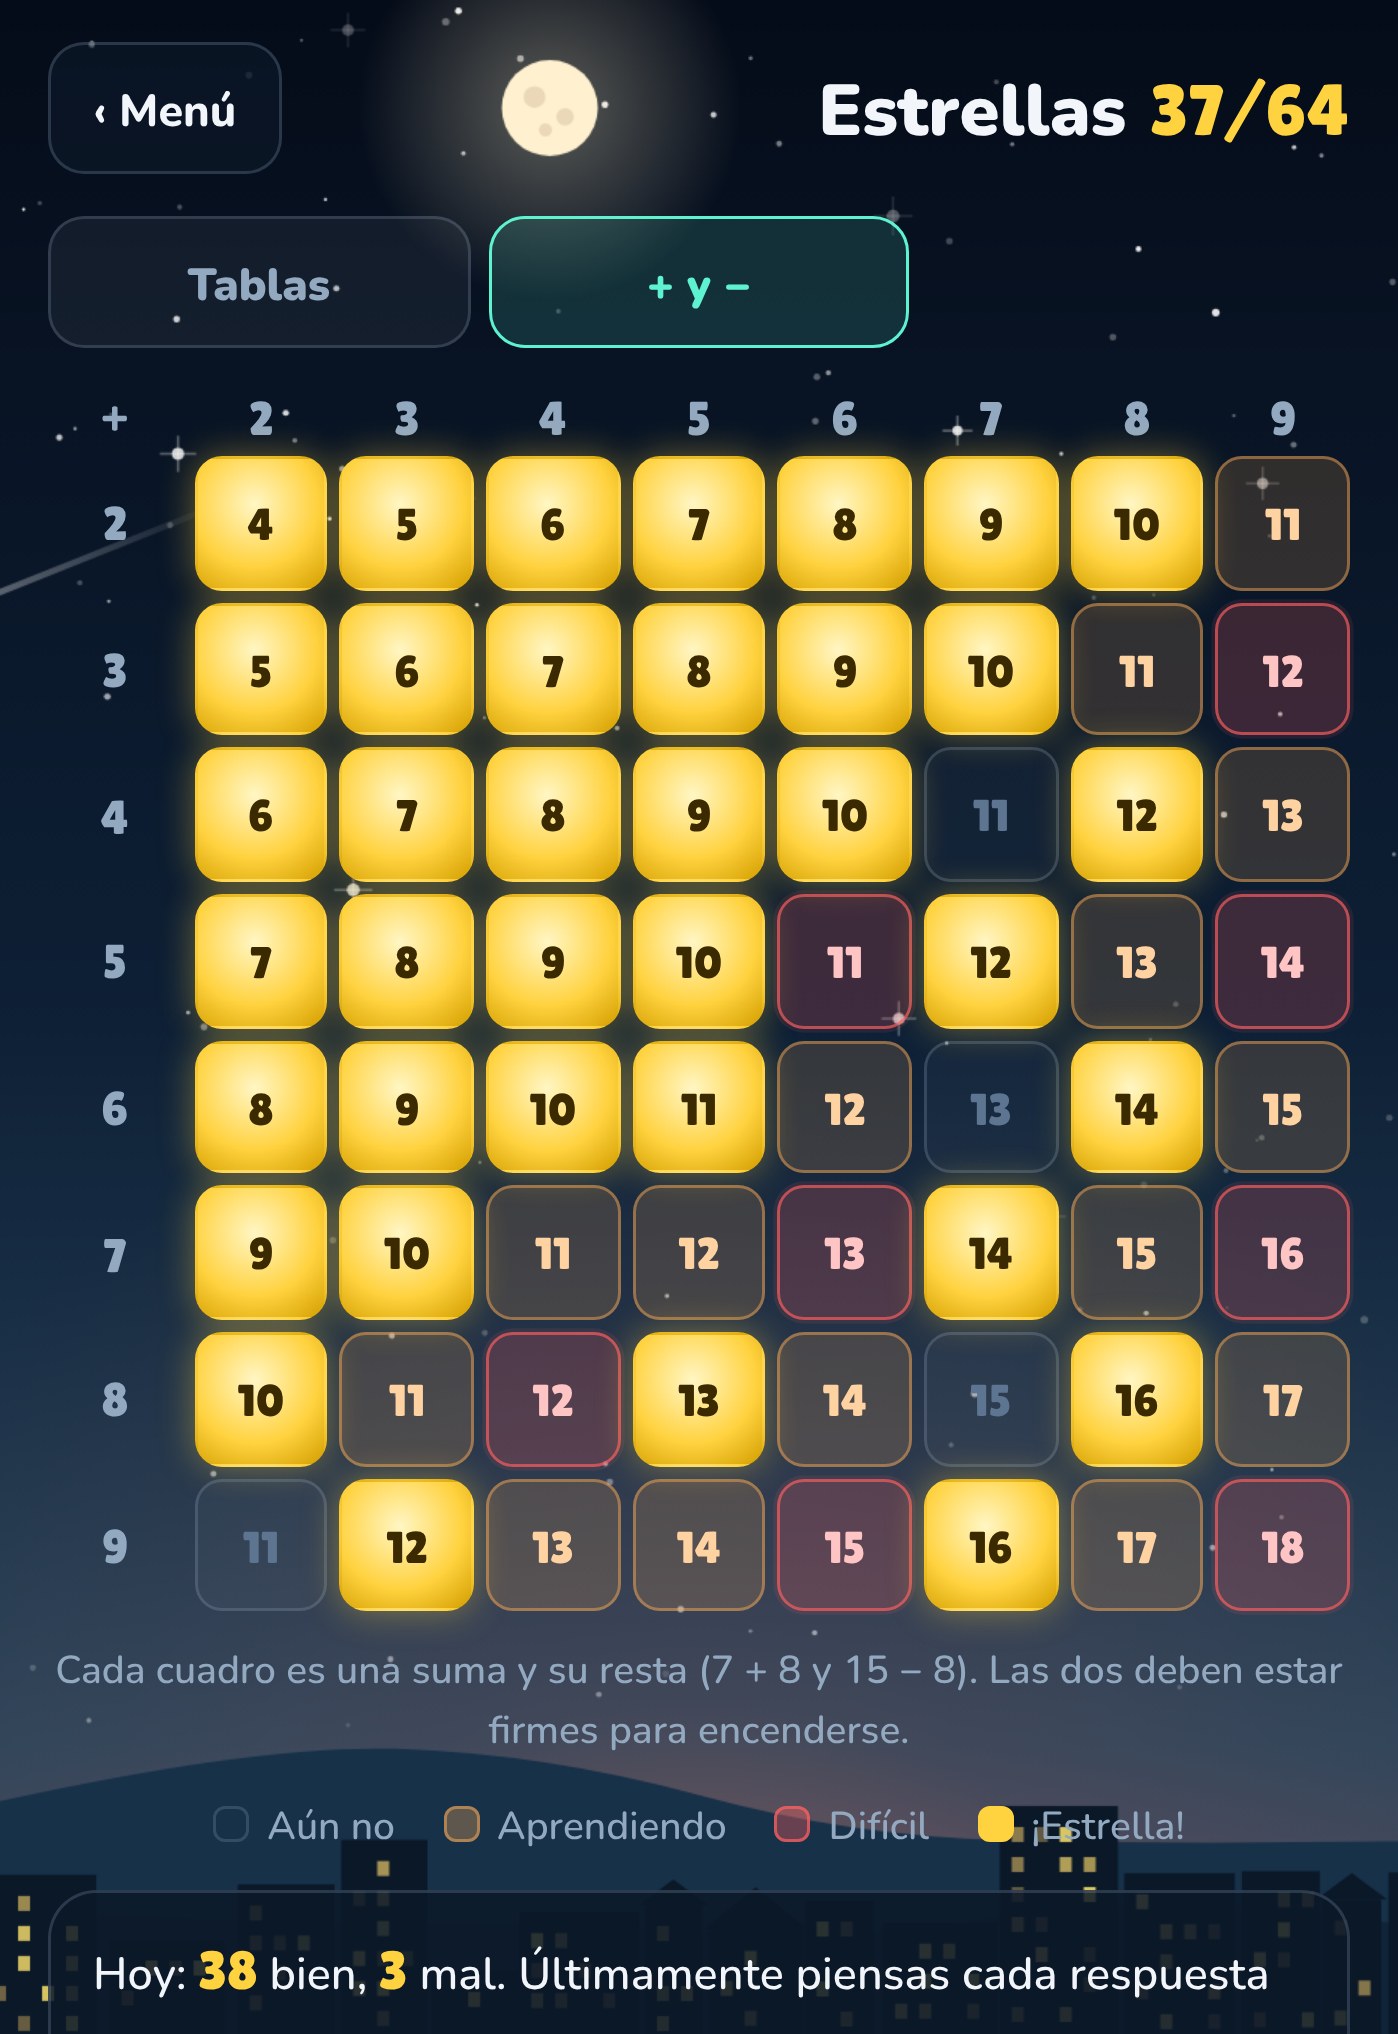 ‹ Menú
Estrellas 37/64
Tablas
+ y −
+ 2 3 4 5 6 7 8 9
2 4 5 6 7 8 9 10 11
3 5 6 7 8 9 10 11 12
4 6 7 8 9 10 11 12 13
5 7 8 9 10 11 12 13 14
6 8 9 10 11 12 13 14 15
7 9 10 11 12 13 14 15 16
8 10 11 12 13 14 15 16 17
9 11 12 13 14 15 16 17 18
Cada cuadro es una suma y su resta (7 + 8 y 15 − 8). Las dos deben estar
firmes para encenderse.
Aún no Aprendiendo Difícil ¡Estrella!
Hoy: 38 bien, 3 mal. Últimamente piensas cada respuesta